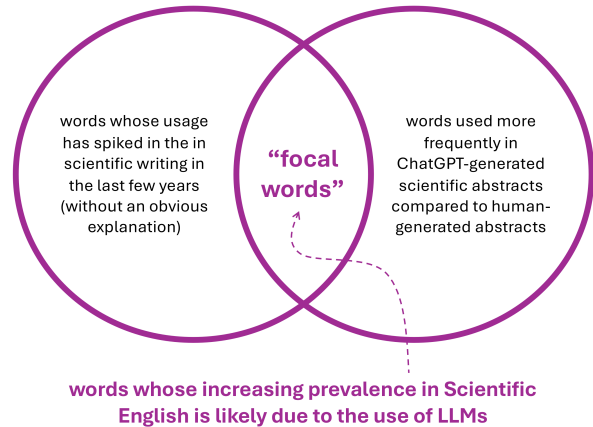 words whose usage
has spiked in the in
scientific writing in
the last few years
(without an obvious
explanation)
“focal
words”
words used more
frequently in
ChatGPT-generated
scientific abstracts
compared to human-
generated abstracts
words whose increasing prevalence in Scientific
English is likely due to the use of LLMs